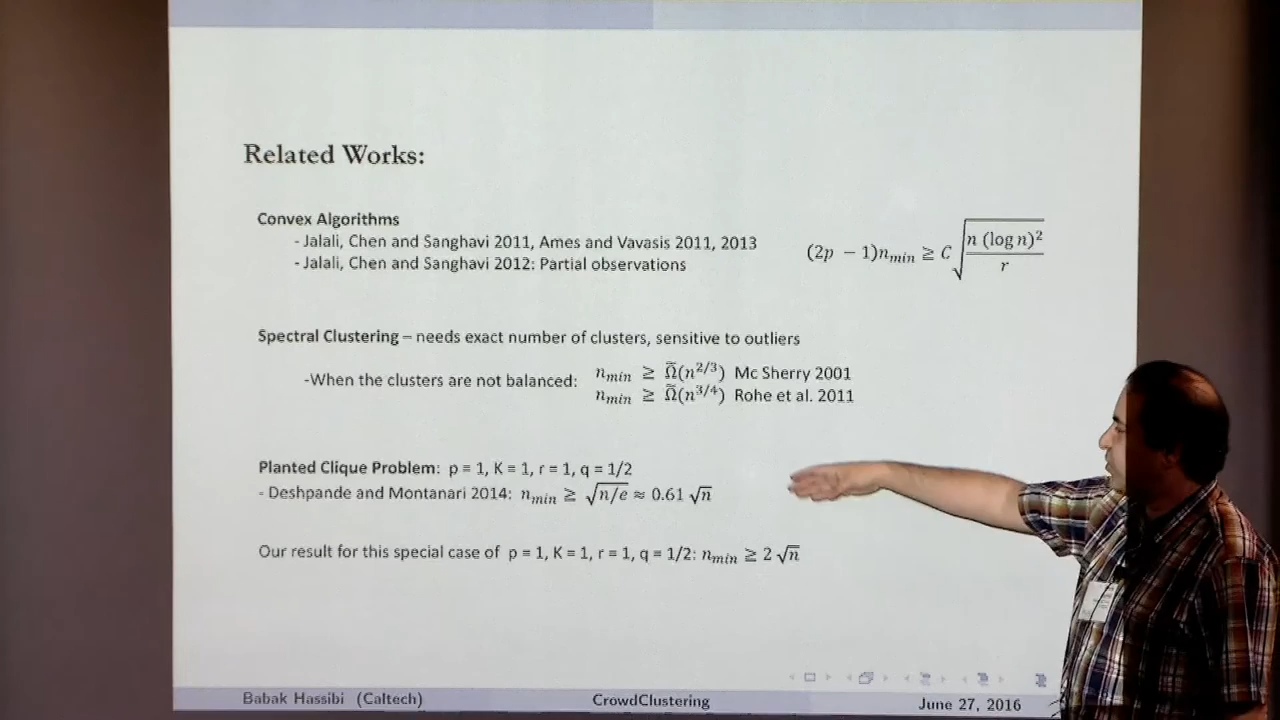 Related Works:
Convex Algorithms
- Jalali, Chen and Sanghavi 2011, Ames and Vavasis 2011, 2013
- Jalali, Chen and Sanghavi 2012: Partial observations
(2p − 1)n_min ≥ C √(n (log n)² / r)
Spectral Clustering – needs exact number of clusters, sensitive to outliers
-When the clusters are not balanced:
n_min ≥ Ω̃(n^{2/3}) Mc Sherry 2001
n_min ≥ Ω̃(n^{3/4}) Rohe et al. 2011
Planted Clique Problem: p = 1, K = 1, r = 1, q = 1/2
- Deshpande and Montanari 2014: n_min ≥ √(n/e) ≈ 0.61 √n
Our result for this special case of p = 1, K = 1, r = 1, q = 1/2: n_min ≥ 2 √n
Babak Hassibi (Caltech) CrowdClustering June 27, 2016